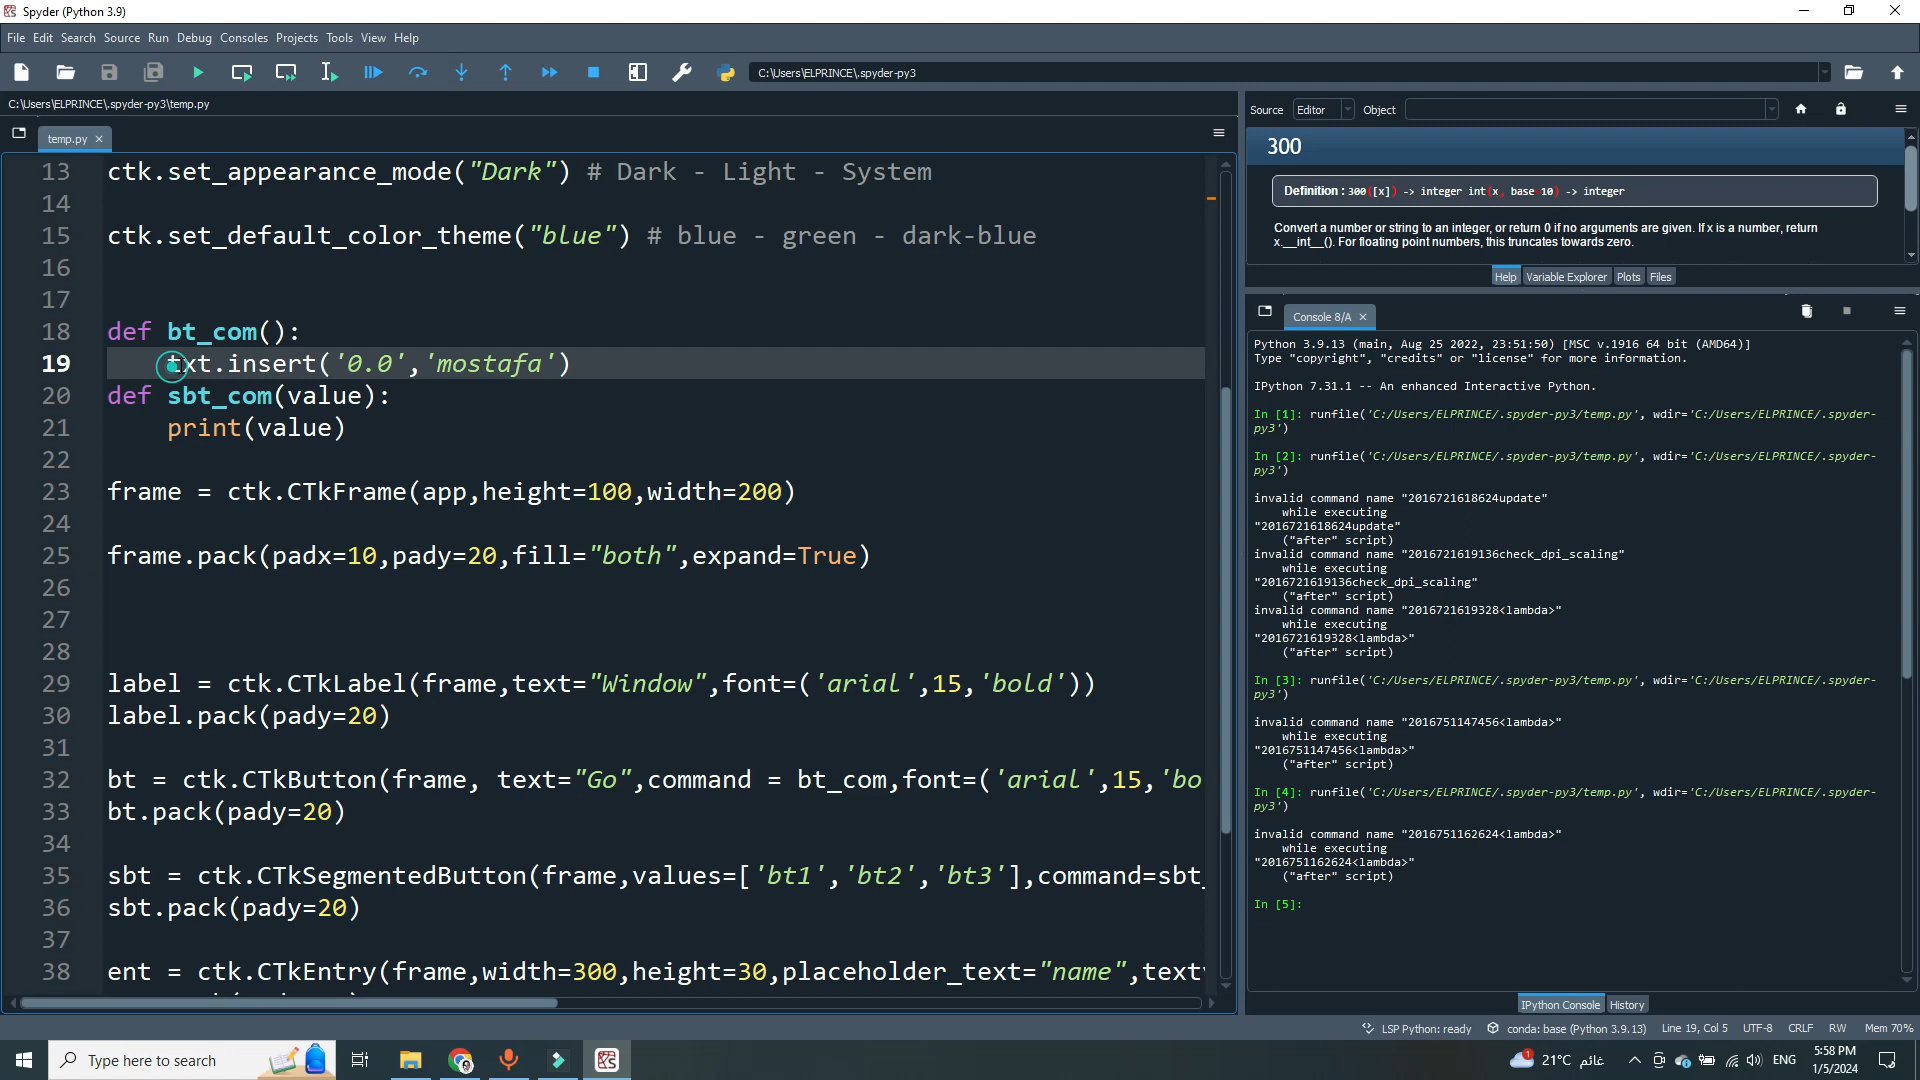 Spyder (Python 3.9)
File Edit Search Source Run Debug Consoles Projects Tools View Help
C:\Users\ELPRINCE\.spyder-py3
C:\Users\ELPRINCE\.spyder-py3\temp.py
temp.py
13 ctk.set_appearance_mode("Dark") # Dark - Light - System
14
15 ctk.set_default_color_theme("blue") # blue - green - dark-blue
16
17
18 def bt_com():
19 txt.insert('0.0','mostafa')
20 def sbt_com(value):
21 print(value)
22
23 frame = ctk.CTkFrame(app,height=100,width=200)
24
25 frame.pack(padx=10,pady=20,fill="both",expand=True)
26
27
28
29 label = ctk.CTkLabel(frame,text="Window",font=('arial',15,'bold'))
30 label.pack(pady=20)
31
32 bt = ctk.CTkButton(frame, text="Go",command = bt_com,font=('arial',15,'bo
33 bt.pack(pady=20)
34
35 sbt = ctk.CTkSegmentedButton(frame,values=['bt1','bt2','bt3'],command=sbt_
36 sbt.pack(pady=20)
37
38 ent = ctk.CTkEntry(frame,width=300,height=30,placeholder_text="name",text
Source Editor Object
300
Definition : 300([x]) -> integer int(x, base=10) -> integer
Convert a number or string to an integer, or return 0 if no arguments are given. If x is a number, return
x.__int__(). For floating point numbers, this truncates towards zero.
Help Variable Explorer Plots Files
Console 8/A
Python 3.9.13 (main, Aug 25 2022, 23:51:50) [MSC v.1916 64 bit (AMD64)]
Type "copyright", "credits" or "license" for more information.
IPython 7.31.1 -- An enhanced Interactive Python.
In [1]: runfile('C:/Users/ELPRINCE/.spyder-py3/temp.py', wdir='C:/Users/ELPRINCE/.spyder-
py3')
In [2]: runfile('C:/Users/ELPRINCE/.spyder-py3/temp.py', wdir='C:/Users/ELPRINCE/.spyder-
py3')
invalid command name "2016721618624update"
while executing
"2016721618624update"
("after" script)
invalid command name "2016721619136check_dpi_scaling"
while executing
"2016721619136check_dpi_scaling"
("after" script)
invalid command name "2016721619328<lambda>"
while executing
"2016721619328<lambda>"
("after" script)
In [3]: runfile('C:/Users/ELPRINCE/.spyder-py3/temp.py', wdir='C:/Users/ELPRINCE/.spyder-
py3')
invalid command name "2016751147456<lambda>"
while executing
"2016751147456<lambda>"
("after" script)
In [4]: runfile('C:/Users/ELPRINCE/.spyder-py3/temp.py', wdir='C:/Users/ELPRINCE/.spyder-
py3')
invalid command name "2016751162624<lambda>"
while executing
"2016751162624<lambda>"
("after" script)
In [5]:
IPython Console History
LSP Python: ready conda: base (Python 3.9.13) Line 19, Col 5 UTF-8 CRLF RW Mem 70%
Type here to search
1 21°C غائم ENG
5:58 PM
1/5/2024